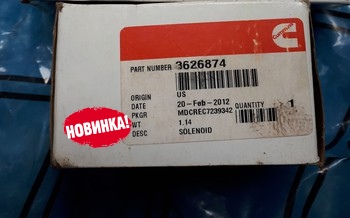 PART NUMBER 3626874
ORIGIN US
DATE 20-Feb-2012 QUANTITY 1
PKGR MDCREC7239342
WT 1.14
DESC SOLENOID
НОВИНКА!